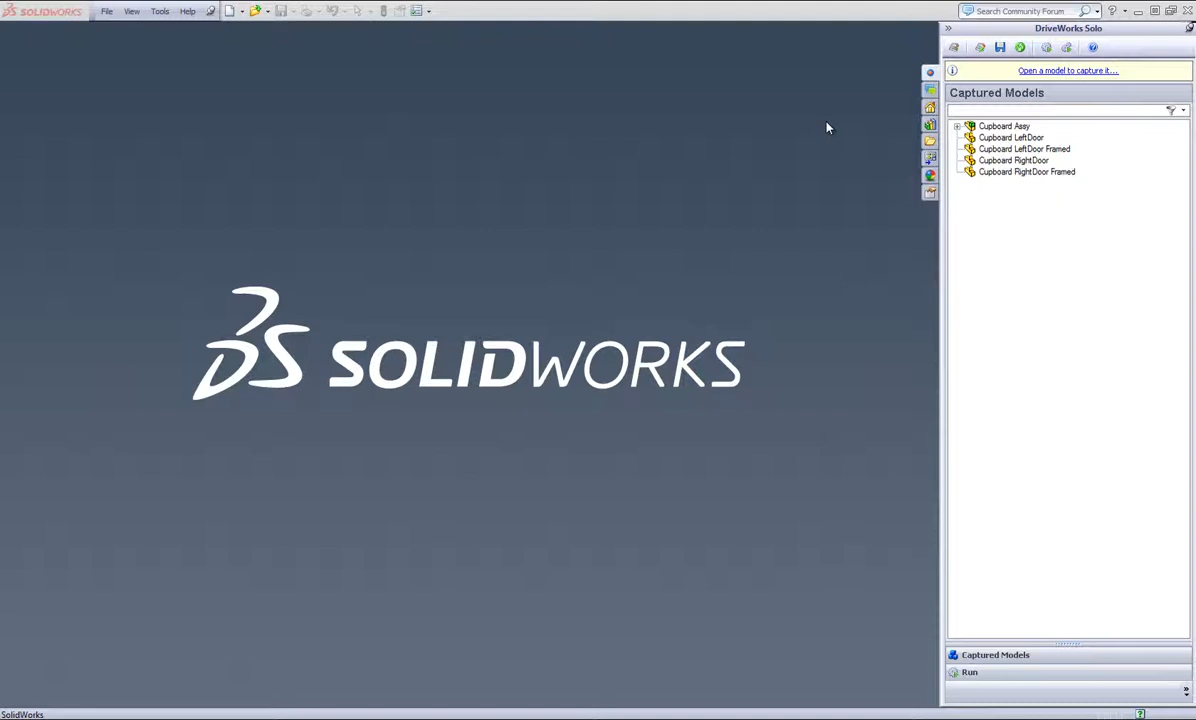 SOLIDWORKS File View Tools Help Search Community Forum
DriveWorks Solo
Open a model to capture it...
Captured Models
Cupboard Assy
Cupboard LeftDoor
Cupboard LeftDoor Framed
Cupboard RightDoor
Cupboard RightDoor Framed
SOLIDWORKS
Captured Models
Run
SolidWorks